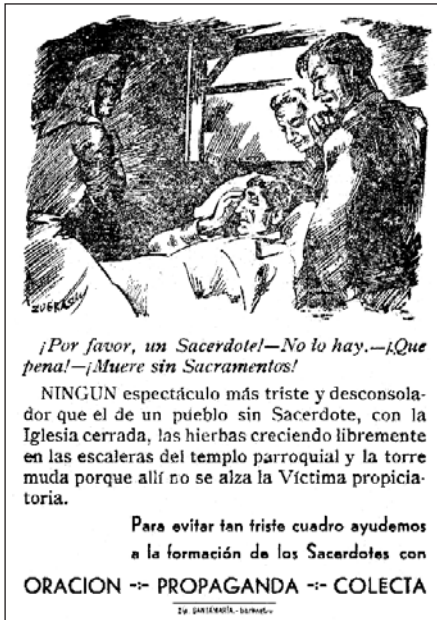 ¡Por favor, un Sacerdote!—No lo hay.—¡Que
pena!—¡Muere sin Sacramentos!
NINGUN espectáculo más triste y desconsola-
dor que el de un pueblo sin Sacerdote, con la
Iglesia cerrada, las hierbas creciendo libremente
en las escaleras del templo parroquial y la torre
muda porque allí no se alza la Víctima propicia-
toria.
Para evitar tan triste cuadro ayudemos
a la formación de los Sacerdotes con
ORACION -:- PROPAGANDA -:- COLECTA